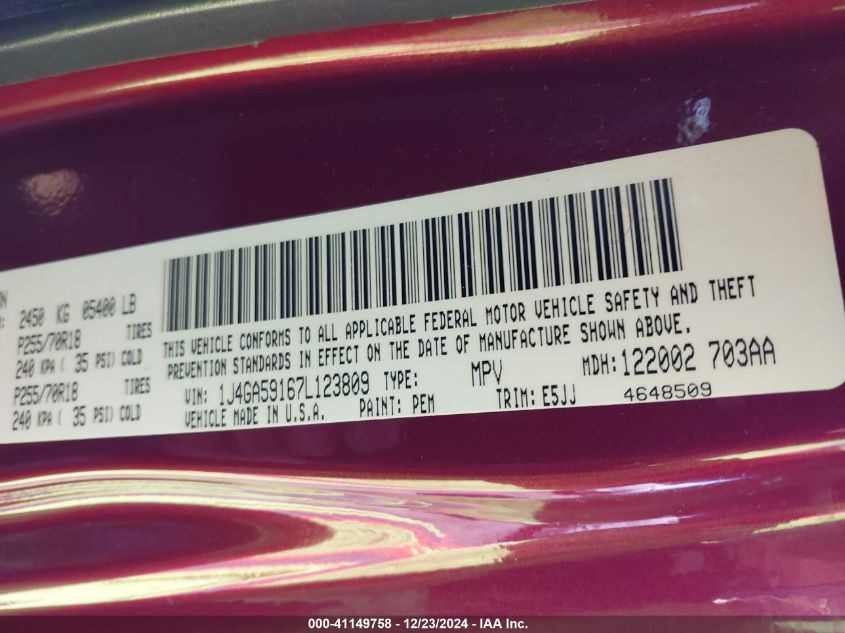 2450 KG 05400 LB
P255/70R18 TIRES
240 KPA ( 35 PSI) COLD
P255/70R18 TIRES
240 KPA ( 35 PSI) COLD
THIS VEHICLE CONFORMS TO ALL APPLICABLE FEDERAL MOTOR VEHICLE SAFETY AND THEFT
PREVENTION STANDARDS IN EFFECT ON THE DATE OF MANUFACTURE SHOWN ABOVE.
VIN: 1J4GA59167L123809 TYPE: MPV MDH:122002 703AA
VEHICLE MADE IN U.S.A. PAINT: PEM TRIM: E5JJ 4648509
000-41149758 - 12/23/2024 - IAA Inc.